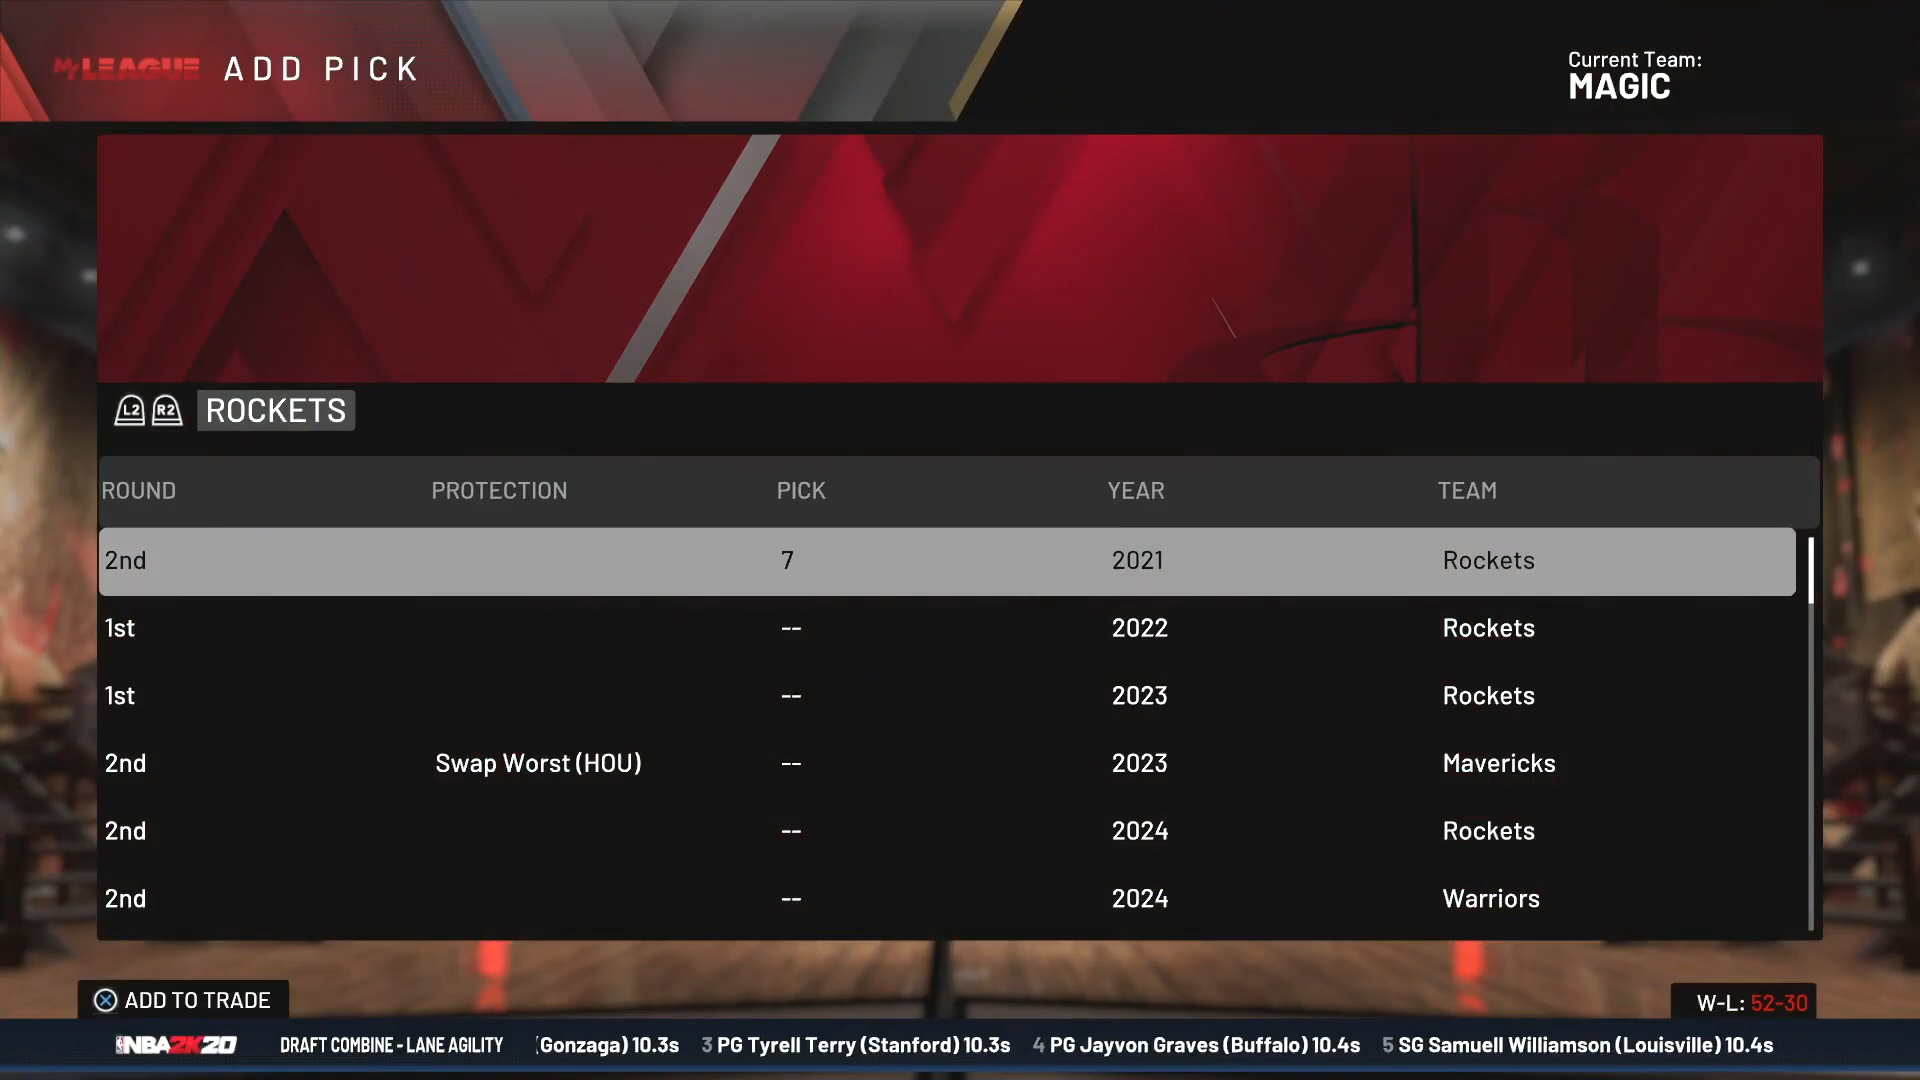 MYLEAGUE ADD PICK
Current Team:
MAGIC
L2 R2 ROCKETS
ROUND PROTECTION PICK YEAR TEAM
2nd 7 2021 Rockets
1st -- 2022 Rockets
1st -- 2023 Rockets
2nd Swap Worst (HOU) -- 2023 Mavericks
2nd -- 2024 Rockets
2nd -- 2024 Warriors
ADD TO TRADE
W-L: 52-30
NBA2K20 DRAFT COMBINE - LANE AGILITY (Gonzaga) 10.3s 3 PG Tyrell Terry (Stanford) 10.3s 4 PG Jayvon Graves (Buffalo) 10.4s 5 SG Samuell Williamson (Louisville) 10.4s